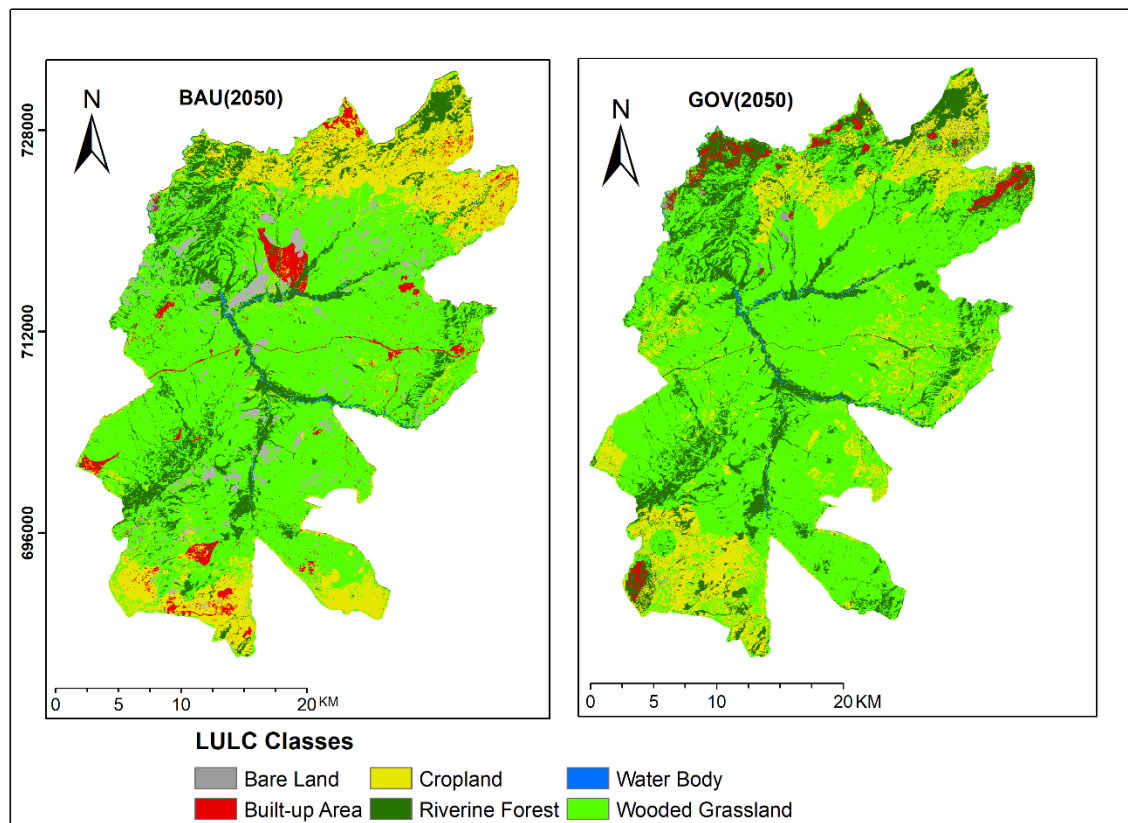 BAU(2050)
GOV(2050)
N
N
728000
712000
696000
0 5 10 20 KM
0 5 10 20 KM
LULC Classes
Bare Land Cropland Water Body
Built-up Area Riverine Forest Wooded Grassland